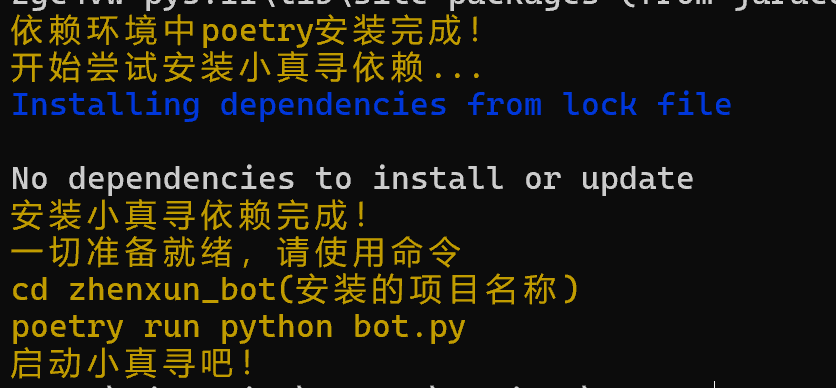 依赖环境中poetry安装完成！
开始尝试安装小真寻依赖...
Installing dependencies from lock file
No dependencies to install or update
安装小真寻依赖完成！
一切准备就绪，请使用命令
cd zhenxun_bot(安装的项目名称)
poetry run python bot.py
启动小真寻吧！